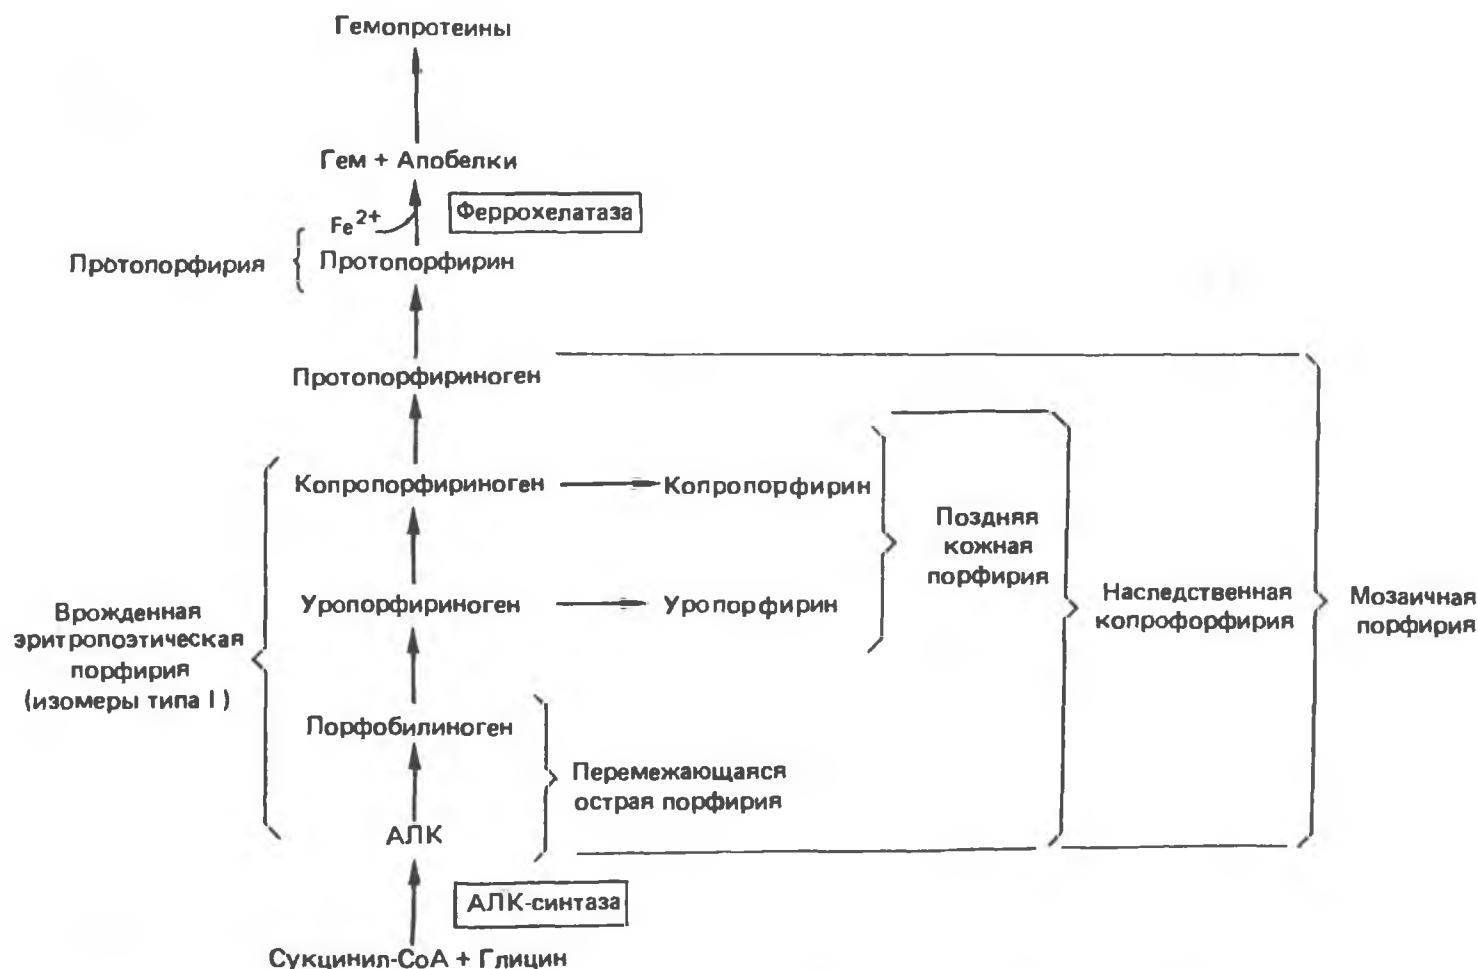 Гемопротеины
Гем + Апобелки
Fe²⁺
Феррохелатаза
Протопорфирия
Протопорфирин
Протопорфириноген
Копропорфириноген
Копропорфирин
Поздняя
кожная
порфирия
Врожденная
эритропоэтическая
порфирия
(изомеры типа I)
Уропорфириноген
Уропорфирин
Наследственная
копрофорфирия
Мозаичная
порфирия
Порфобилиноген
Перемежающаяся
острая порфирия
АЛК
АЛК-синтаза
Сукцинил-СоА + Глицин